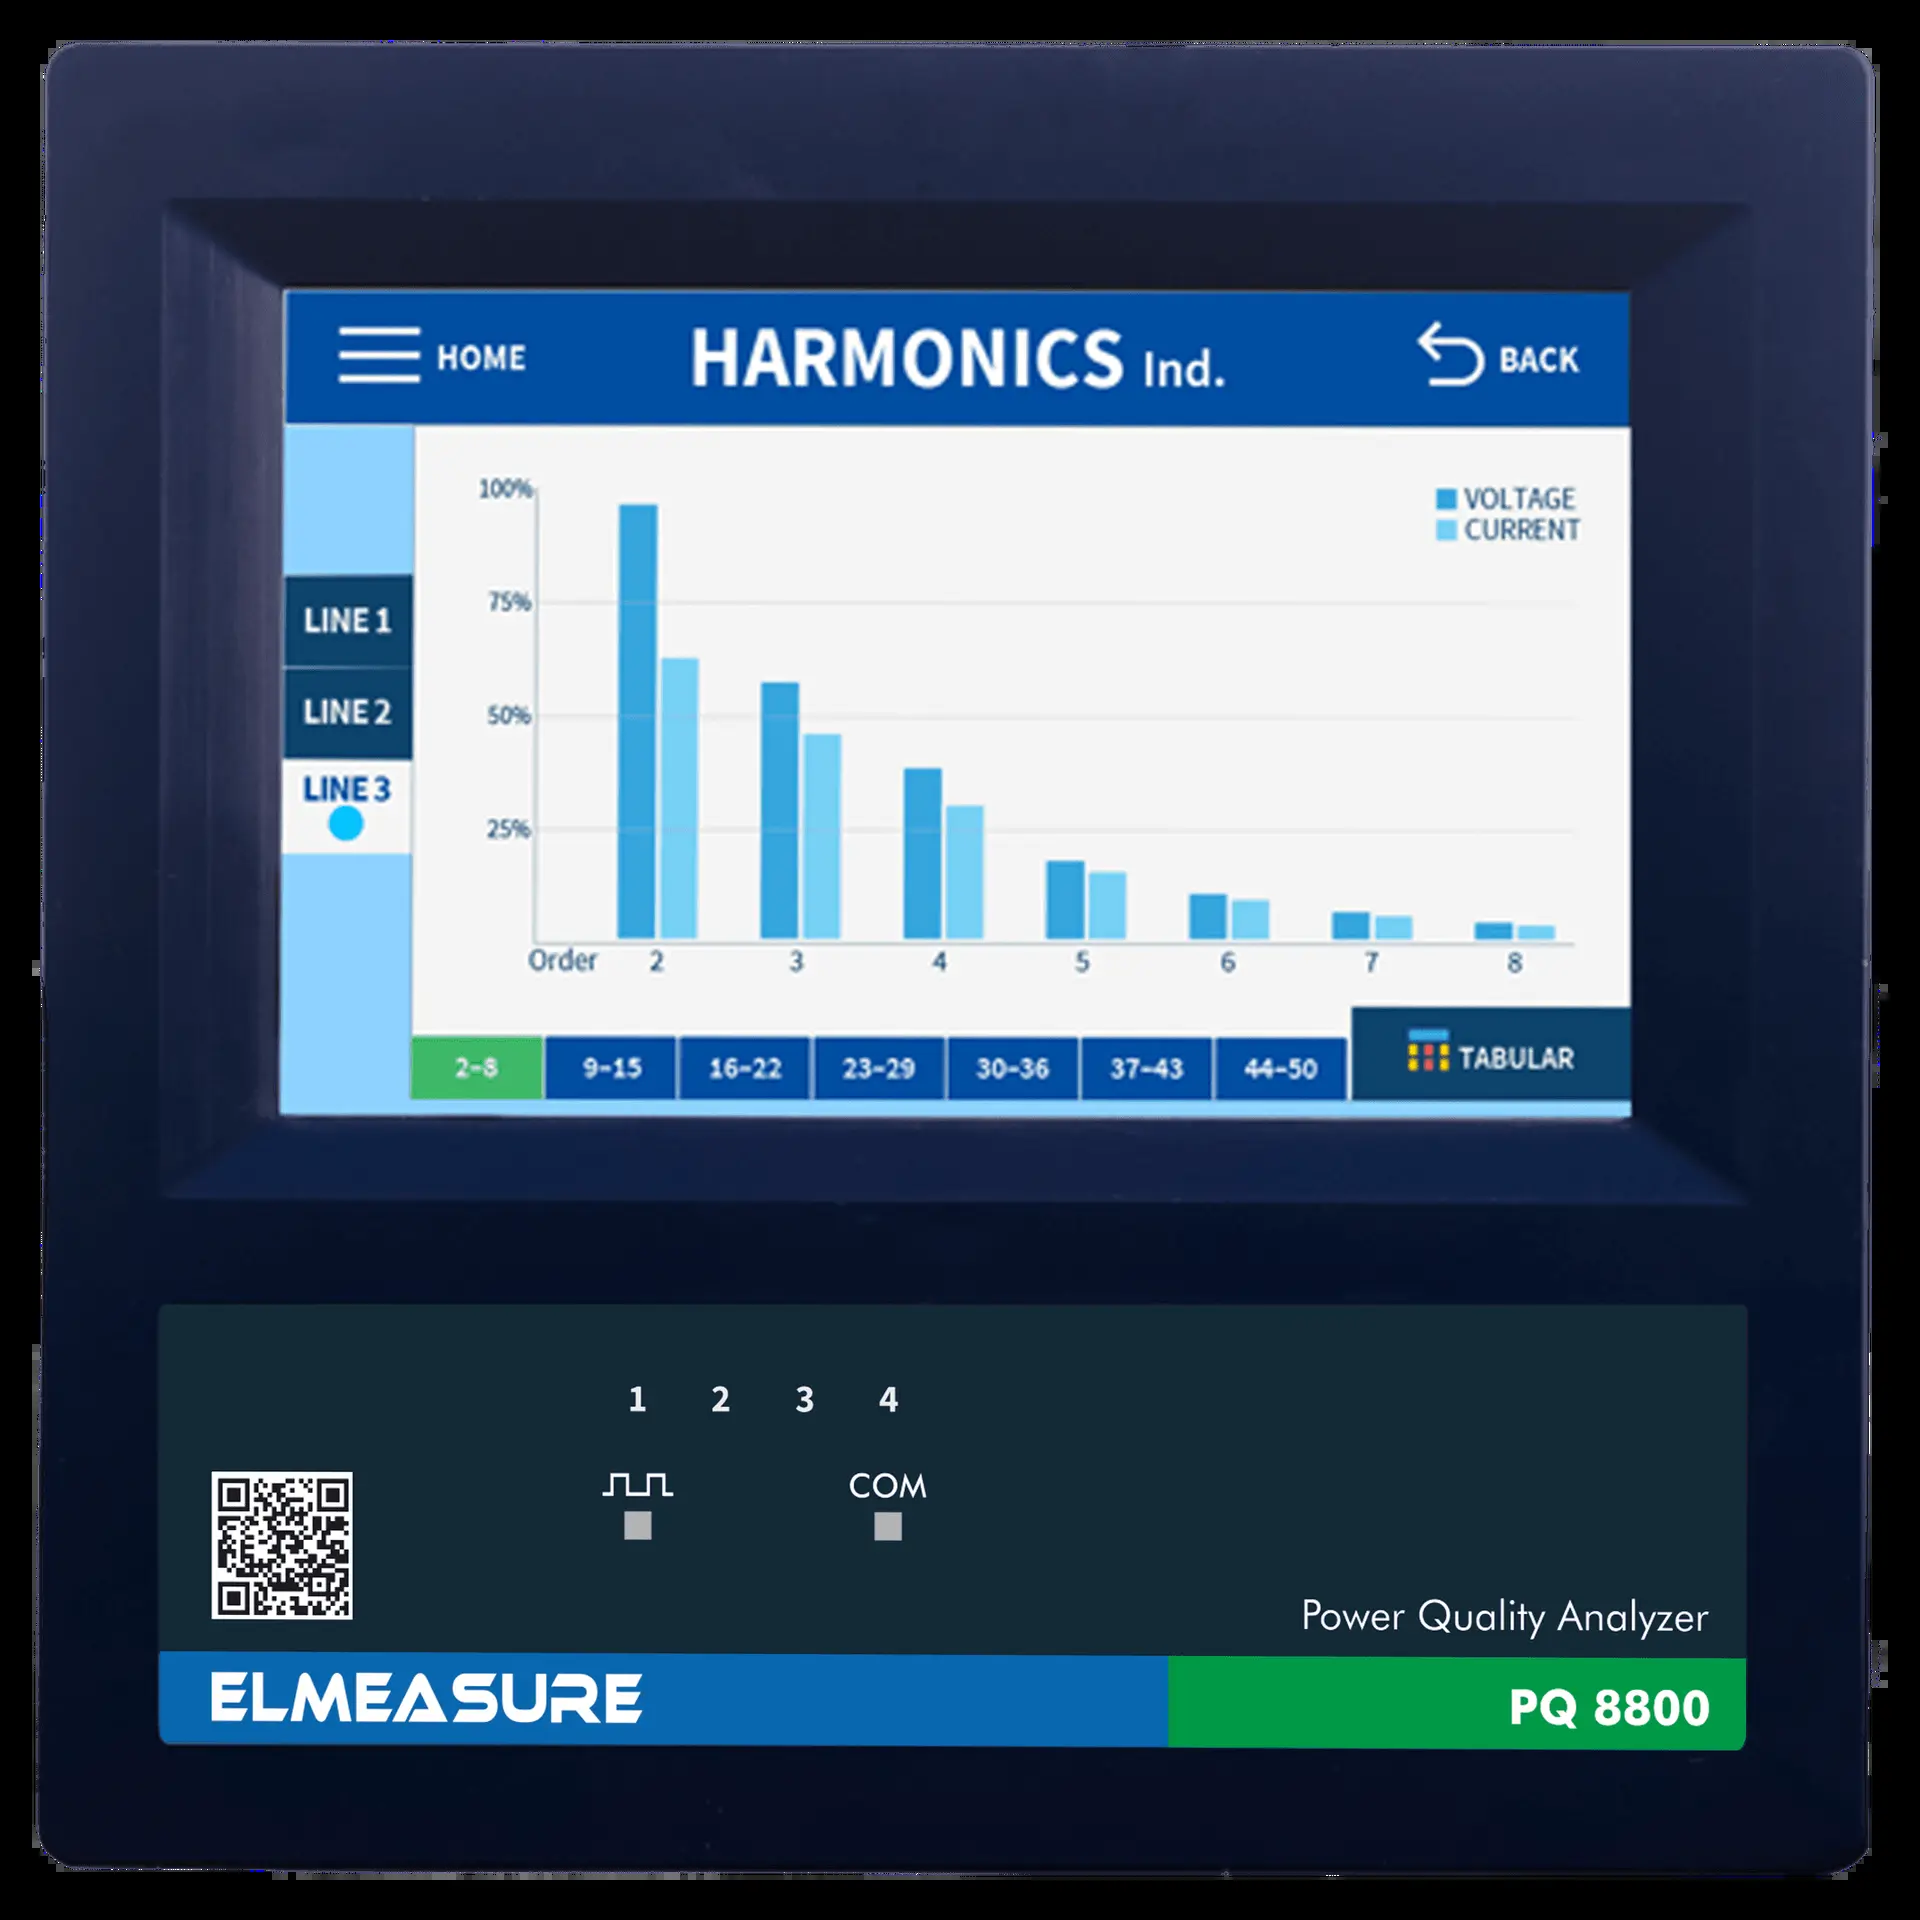 HOME
HARMONICS Ind.
BACK
100%
75%
50%
25%
VOLTAGE
CURRENT
LINE 1
LINE 2
LINE 3
Order 2 3 4 5 6 7 8
2-8 9-15 16-22 23-29 30-36 37-43 44-50
TABULAR
1 2 3 4
COM
Power Quality Analyzer
ELMEASURE
PQ 8800